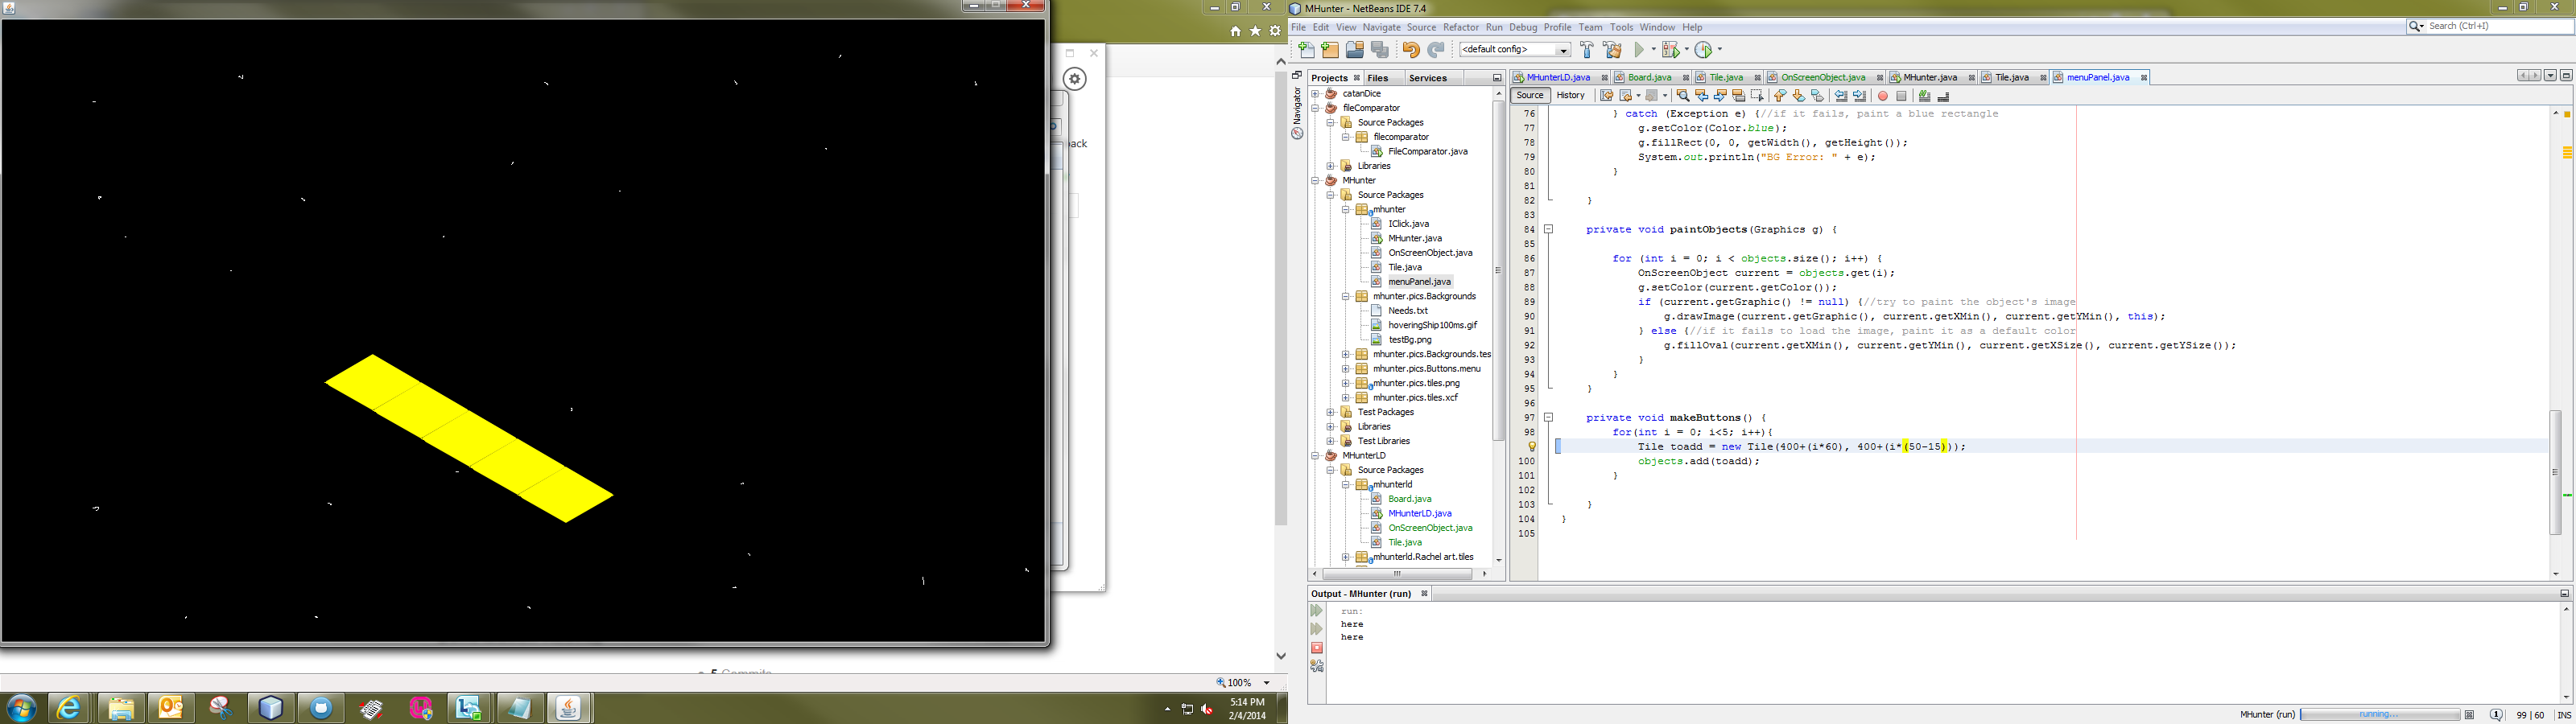 back
5 Commits
100%
5:14 PM
2/4/2014
MHunter - NetBeans IDE 7.4
File Edit View Navigate Source Refactor Run Debug Profile Team Tools Window Help
Search (Ctrl+I)
<default config>
Projects Files Services
Navigator
catanDice
fileComparator
Source Packages
filecomparator
FileComparator.java
Libraries
MHunter
Source Packages
mhunter
IClick.java
MHunter.java
OnScreenObject.java
Tile.java
menuPanel.java
mhunter.pics.Backgrounds
Needs.txt
hoveringShip100ms.gif
testBg.png
mhunter.pics.Backgrounds.tes
mhunter.pics.Buttons.menu
mhunter.pics.tiles.png
mhunter.pics.tiles.xcf
Test Packages
Libraries
Test Libraries
MHunterLD
Source Packages
mhunterld
Board.java
MHunterLD.java
OnScreenObject.java
Tile.java
mhunterld.Rachel art.tiles
MHunterLD.java Board.java Tile.java OnScreenObject.java MHunter.java Tile.java menuPanel.java
Source History
76 } catch (Exception e) {//if it fails, paint a blue rectangle
77 g.setColor(Color.blue);
78 g.fillRect(0, 0, getWidth(), getHeight());
79 System.out.println("BG Error: " + e);
80 }
81
82 }
83
84 private void paintObjects(Graphics g) {
85
86 for (int i = 0; i < objects.size(); i++) {
87 OnScreenObject current = objects.get(i);
88 g.setColor(current.getColor());
89 if (current.getGraphic() != null) {//try to paint the object's image
90 g.drawImage(current.getGraphic(), current.getXMin(), current.getYMin(), this);
91 } else {//if it fails to load the image, paint it as a default color
92 g.fillOval(current.getXMin(), current.getYMin(), current.getXSize(), current.getYSize());
93 }
94 }
95 }
96
97 private void makeButtons() {
98 for(int i = 0; i<5; i++){
Tile toadd = new Tile(400+(i*60), 400+(i*(50-15)));
100 objects.add(toadd);
101 }
102
103 }
104 }
105
Output - MHunter (run)
run:
here
here
MHunter (run) running... 1 99 | 60 INS